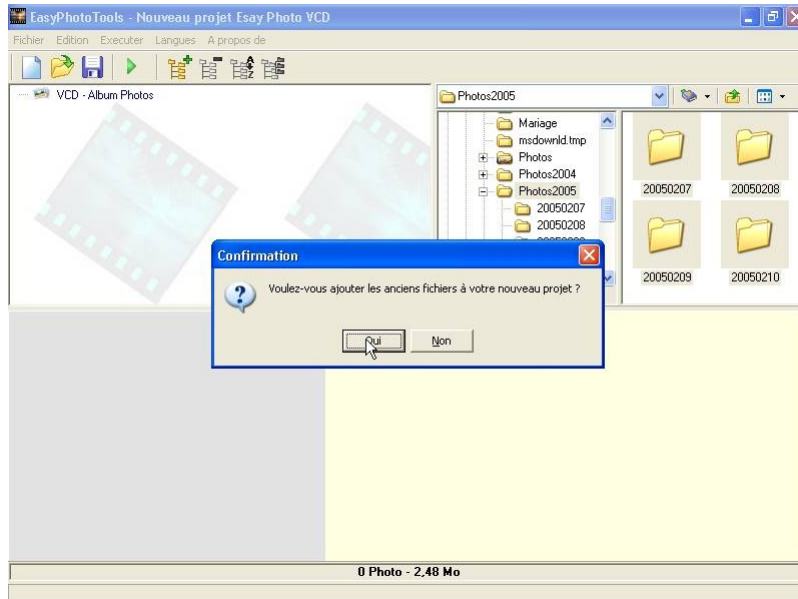 EasyPhotoTools - Nouveau projet Esay Photo VCD
Fichier Edition Executer Langues A propos de
VCD - Album Photos
Photos2005
Mariage
msdownld.tmp
Photos
Photos2004
Photos2005
20050207
20050208
20050207
20050208
20050209
20050210
Confirmation
Voulez-vous ajouter les anciens fichiers à votre nouveau projet ?
Oui
Non
0 Photo - 2,48 Mo